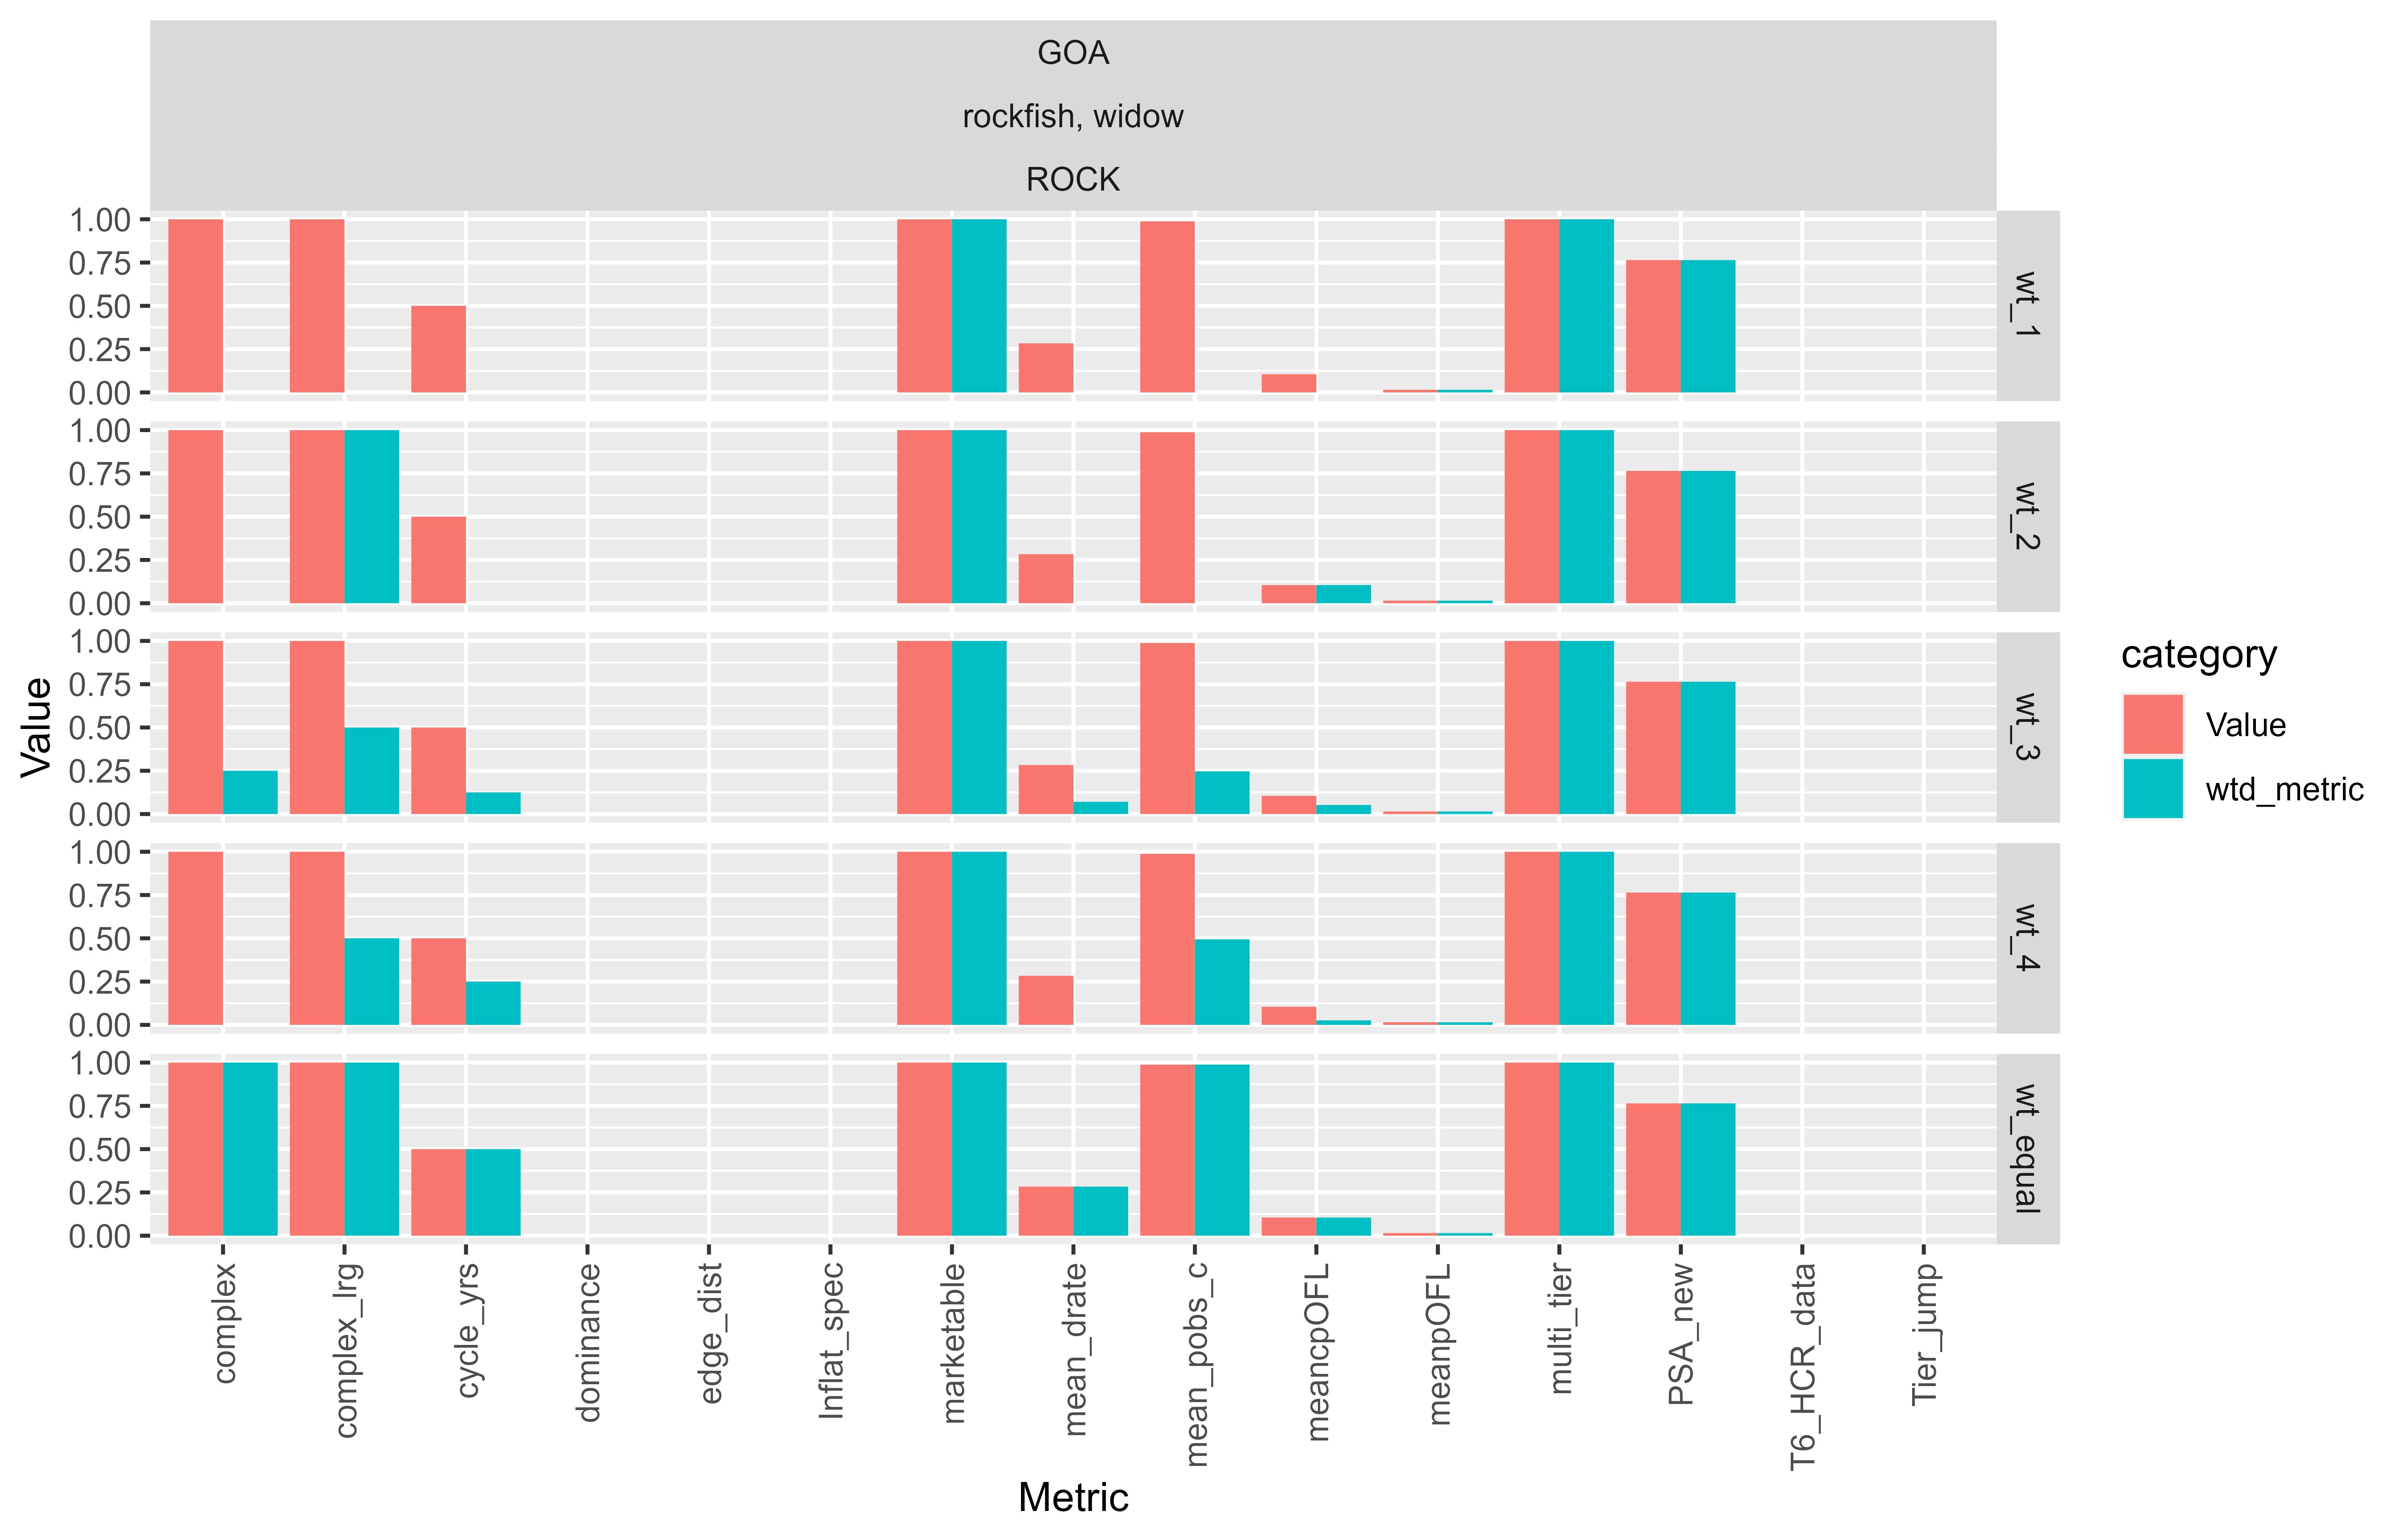 GOA
rockfish, widow
ROCK
1.00
0.75
0.50
0.25
0.00
wt_1
1.00
0.75
0.50
0.25
0.00
wt_2
1.00
0.75
0.50
0.25
0.00
wt_3
1.00
0.75
0.50
0.25
0.00
wt_4
1.00
0.75
0.50
0.25
0.00
wt_equal
Value
complex
complex_lrg
cycle_yrs
dominance
edge_dist
Inflat_spec
marketable
mean_drate
mean_pobs_c
meancpOFL
meanpOFL
multi_tier
PSA_new
T6_HCR_data
Tier_jump
Metric
category
Value
wtd_metric